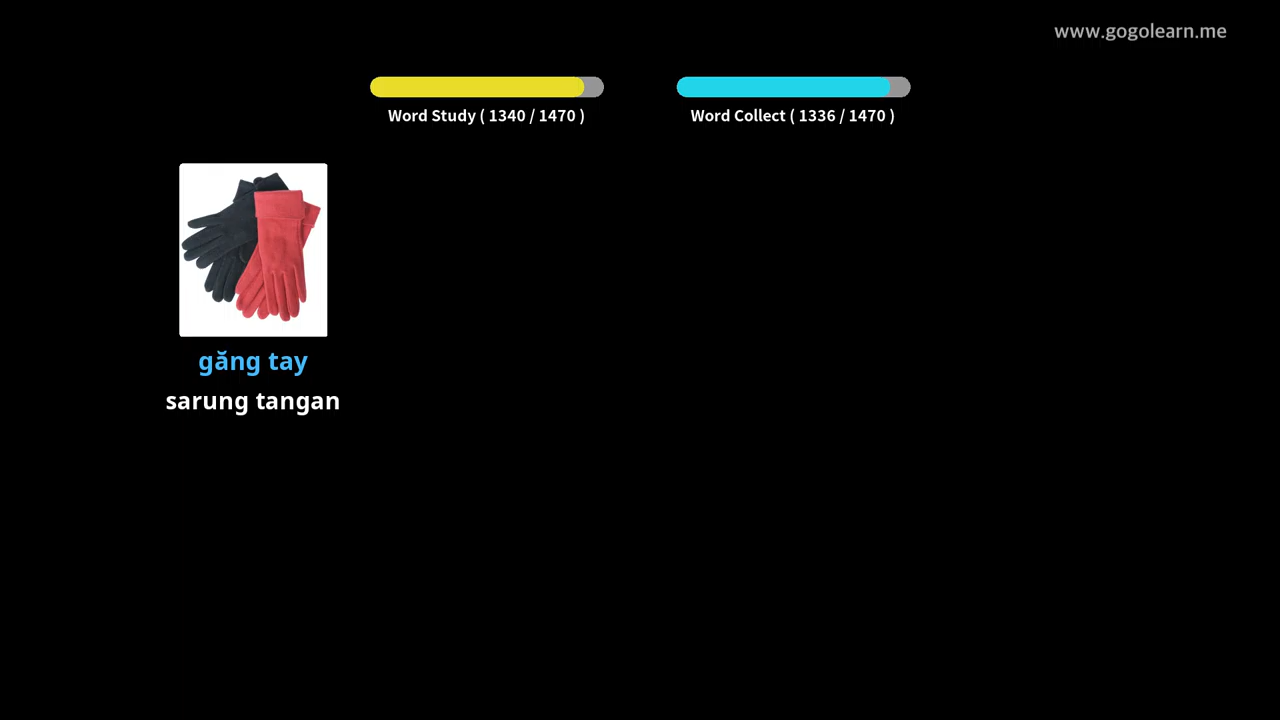 www.gogolearn.me
Word Study ( 1340 / 1470 )
Word Collect ( 1336 / 1470 )
găng tay
sarung tangan